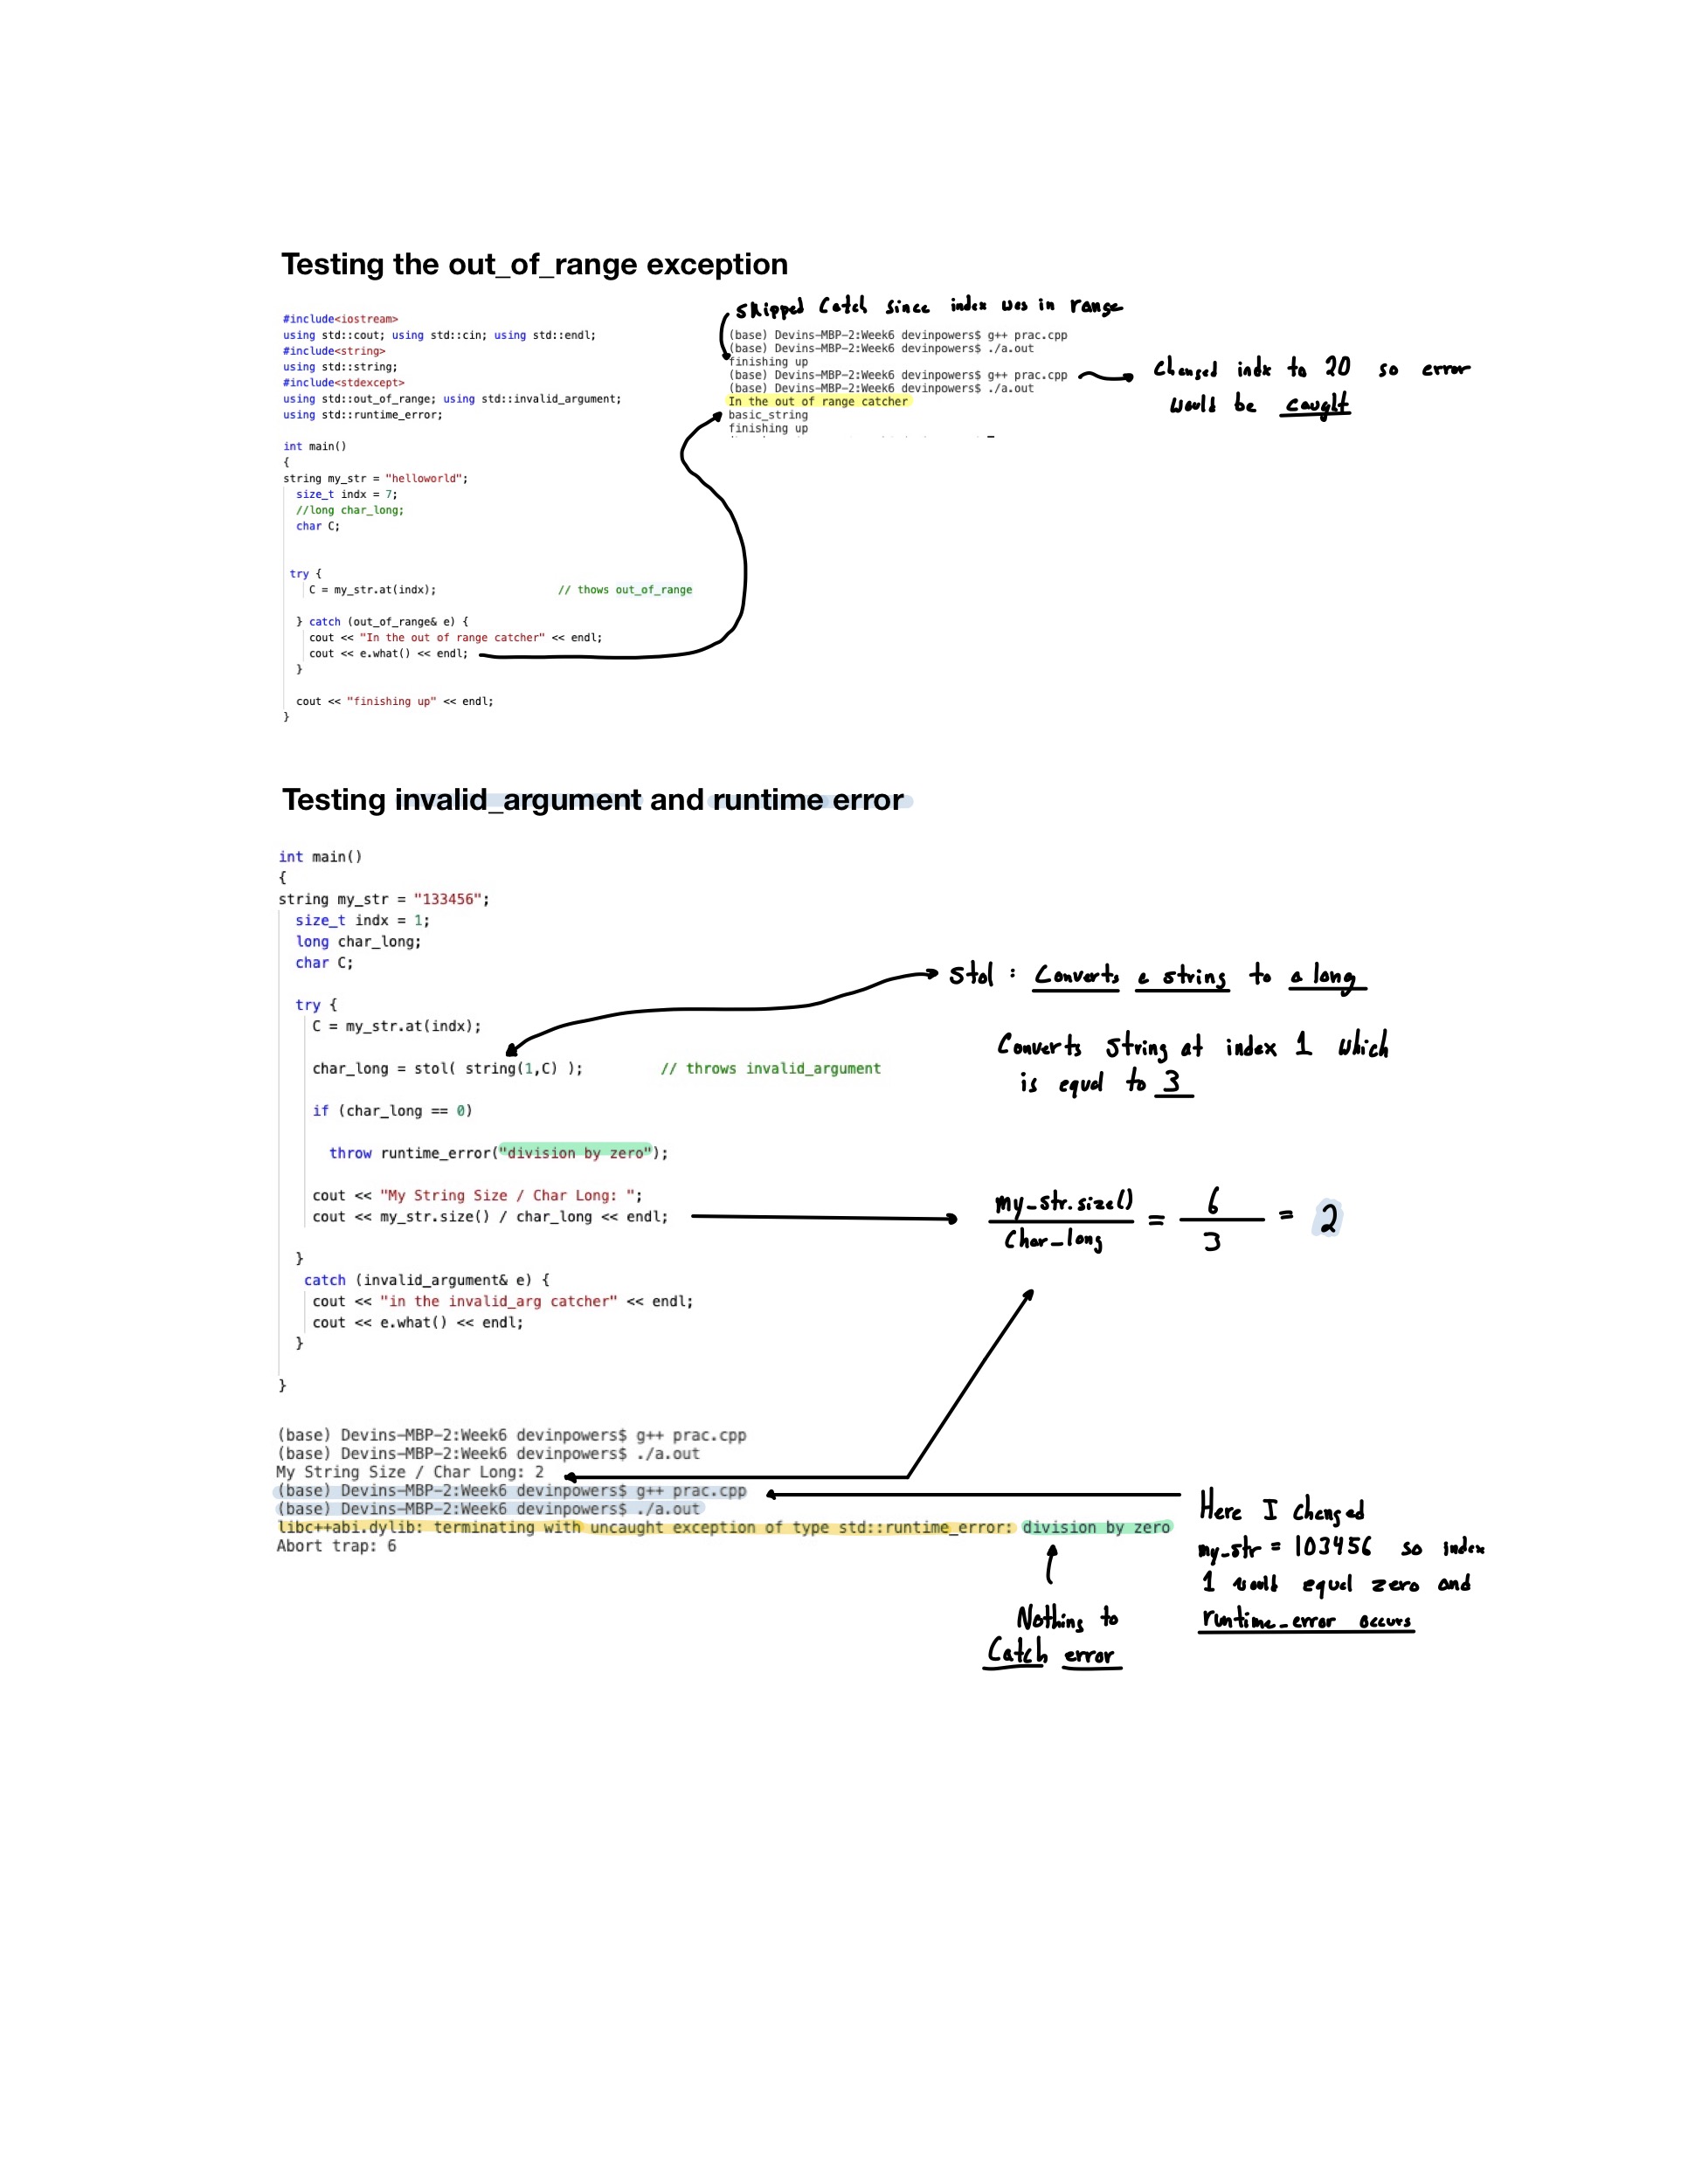 Testing the out_of_range exception
skipped Catch since index was in range
#include<iostream>
using std::cout; using std::cin; using std::endl;
#include<string>
using std::string;
#include<stdexcept>
using std::out_of_range; using std::invalid_argument;
using std::runtime_error;
int main()
{
string my_str = "helloworld";
size_t indx = 7;
//long char_long;
char C;
try {
C = my_str.at(indx); // thows out_of_range
} catch (out_of_range& e) {
cout << "In the out of range catcher" << endl;
cout << e.what() << endl;
}
cout << "finishing up" << endl;
}
(base) Devins-MBP-2:Week6 devinpowers$ g++ prac.cpp
(base) Devins-MBP-2:Week6 devinpowers$ ./a.out
finishing up
(base) Devins-MBP-2:Week6 devinpowers$ g++ prac.cpp
(base) Devins-MBP-2:Week6 devinpowers$ ./a.out
In the out of range catcher
basic_string
finishing up
Changed indx to 20 so error
would be caught
Testing invalid_argument and runtime error
int main()
{
string my_str = "133456";
size_t indx = 1;
long char_long;
char C;
try {
C = my_str.at(indx);
char_long = stol( string(1,C) ); // throws invalid_argument
if (char_long == 0)
throw runtime_error("division by zero");
cout << "My String Size / Char Long: ";
cout << my_str.size() / char_long << endl;
}
catch (invalid_argument& e) {
cout << "in the invalid_arg catcher" << endl;
cout << e.what() << endl;
}
}
stol : Converts a string to a long
Converts string at index 1 which
is equal to 3
my_str.size() / Char_long = 6 / 3 = 2
(base) Devins-MBP-2:Week6 devinpowers$ g++ prac.cpp
(base) Devins-MBP-2:Week6 devinpowers$ ./a.out
My String Size / Char Long: 2
(base) Devins-MBP-2:Week6 devinpowers$ g++ prac.cpp
(base) Devins-MBP-2:Week6 devinpowers$ ./a.out
libc++abi.dylib: terminating with uncaught exception of type std::runtime_error: division by zero
Abort trap: 6
Here I changed
my_str = 103456 so index
1 would equal zero and
runtime_error occurs
Nothing to
Catch error